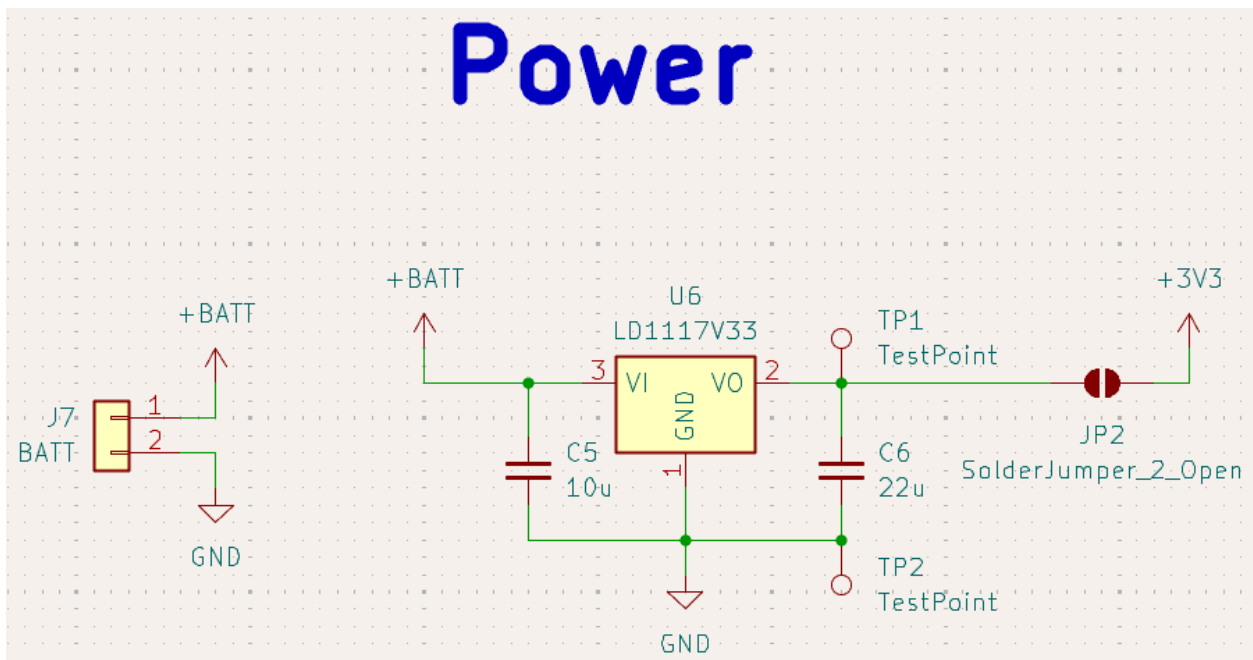 Power
+BATT
J7
BATT
1
2
GND
+BATT
U6
LD1117V33
3
VI
VO
2
GND
1
C5
10u
GND
TP1
TestPoint
C6
22u
TP2
TestPoint
+3V3
JP2
SolderJumper_2_Open